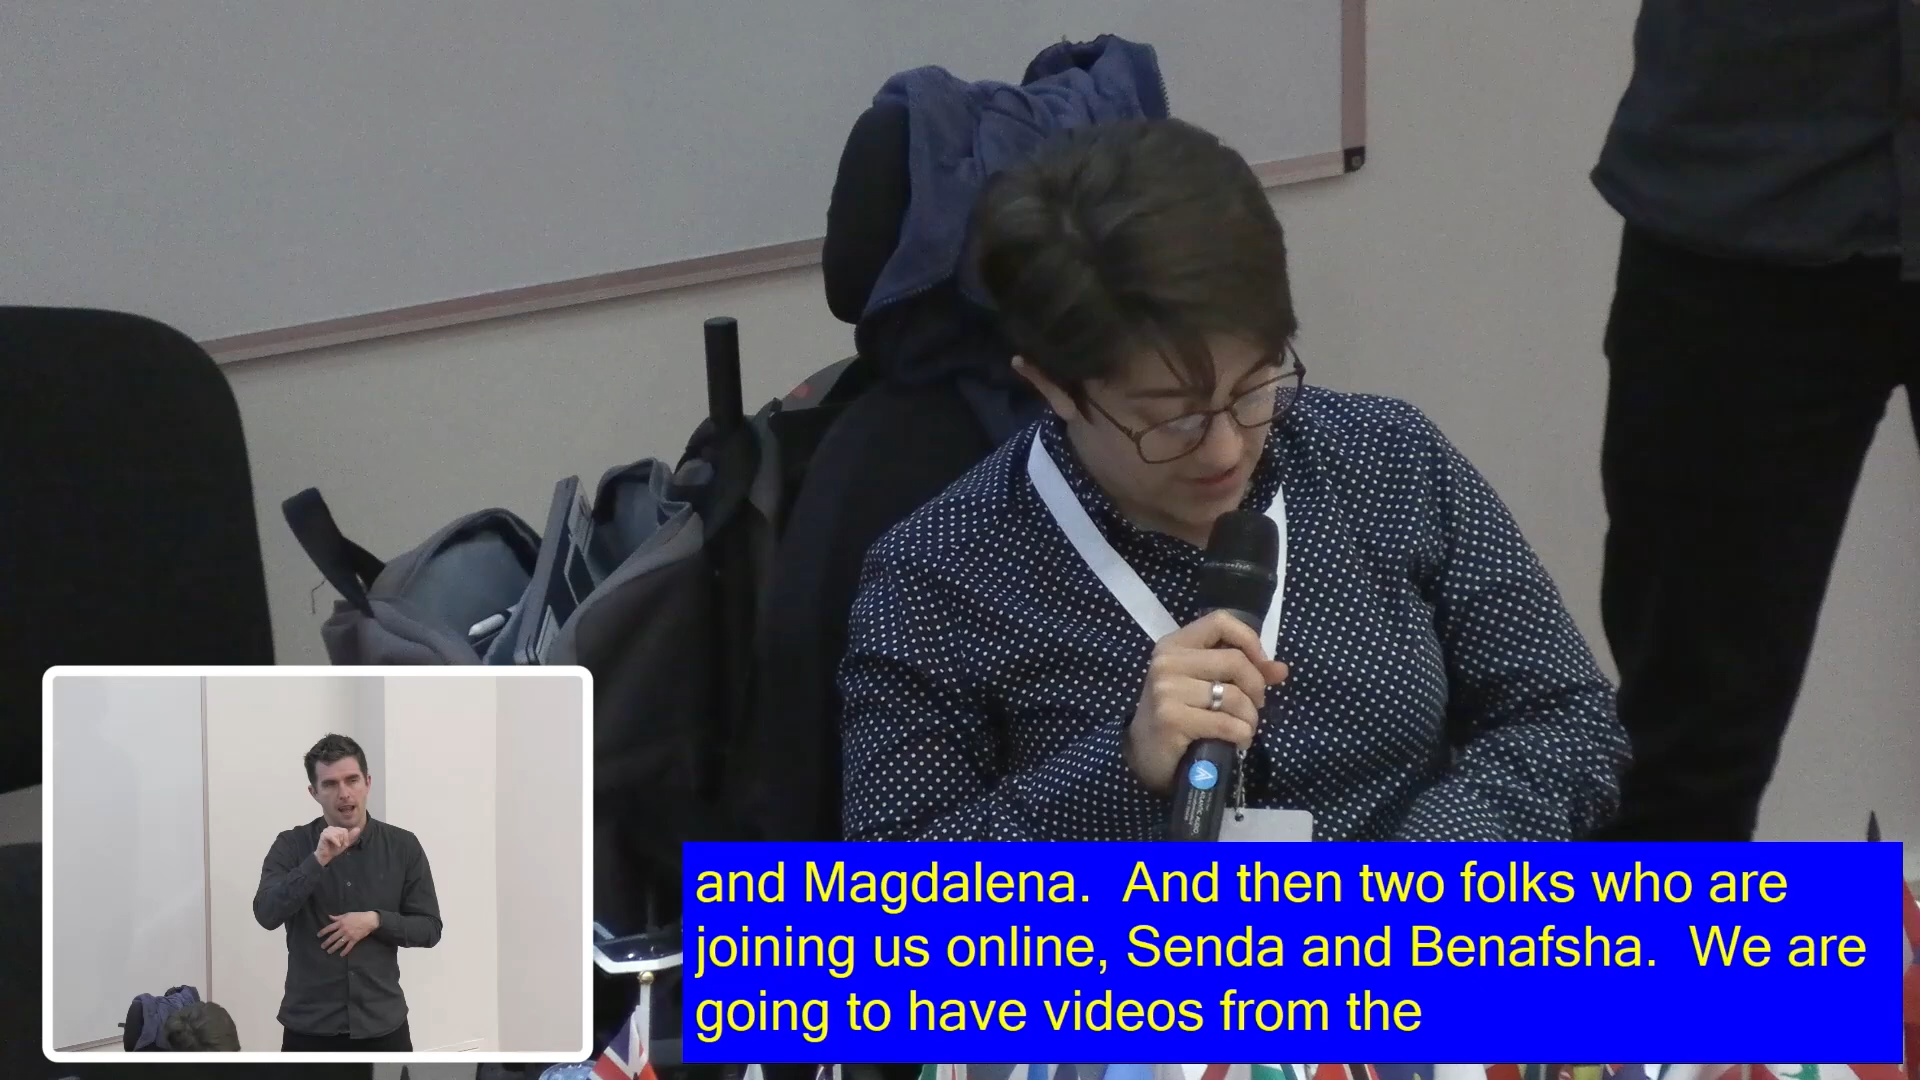 and Magdalena.  And then two folks who are
joining us online, Senda and Benafsha.  We are
going to have videos from the